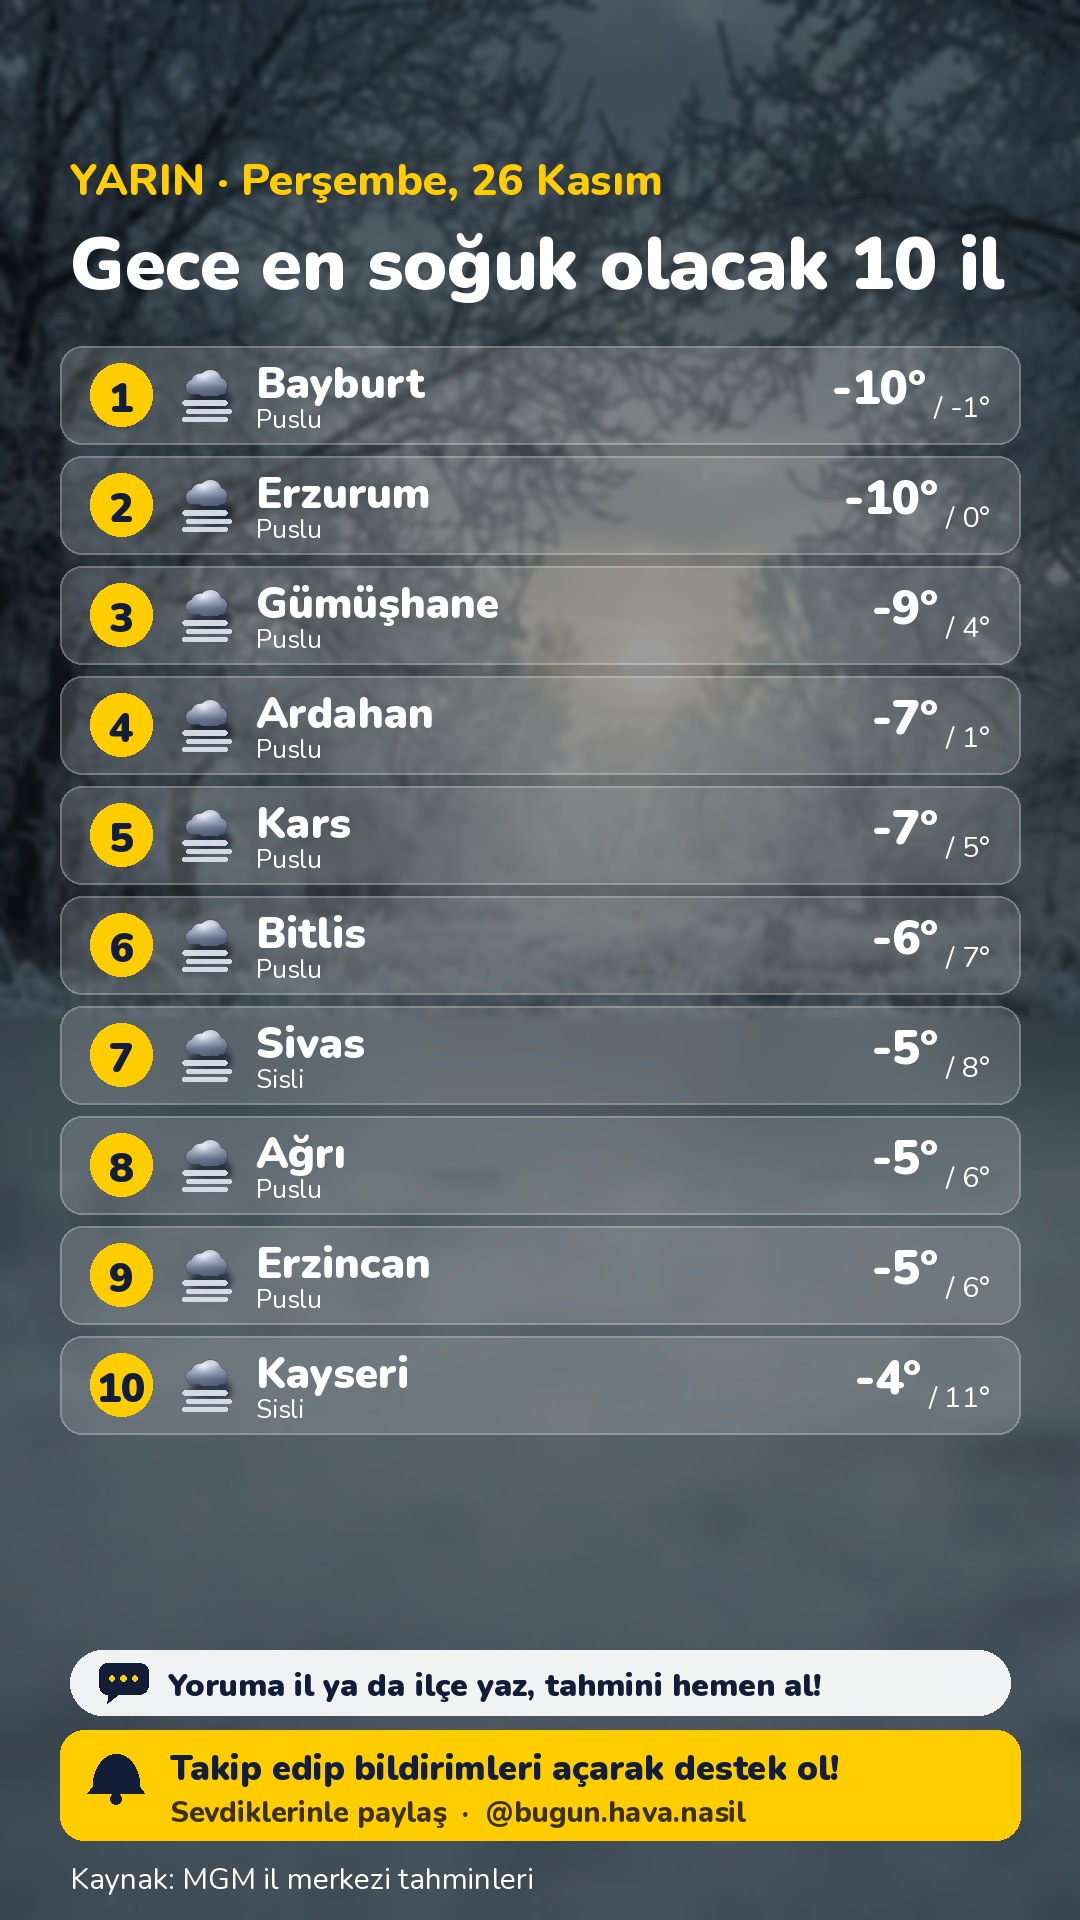 YARIN · Perşembe, 26 Kasım
Gece en soğuk olacak 10 il
1 Bayburt -10° / -1°
Puslu
2 Erzurum -10° / 0°
Puslu
3 Gümüşhane -9° / 4°
Puslu
4 Ardahan -7° / 1°
Puslu
5 Kars -7° / 5°
Puslu
6 Bitlis -6° / 7°
Puslu
7 Sivas -5° / 8°
Sisli
8 Ağrı -5° / 6°
Puslu
9 Erzincan -5° / 6°
Puslu
10 Kayseri -4° / 11°
Sisli
Yoruma il ya da ilçe yaz, tahmini hemen al!
Takip edip bildirimleri açarak destek ol!
Sevdiklerinle paylaş · @bugun.hava.nasil
Kaynak: MGM il merkezi tahminleri